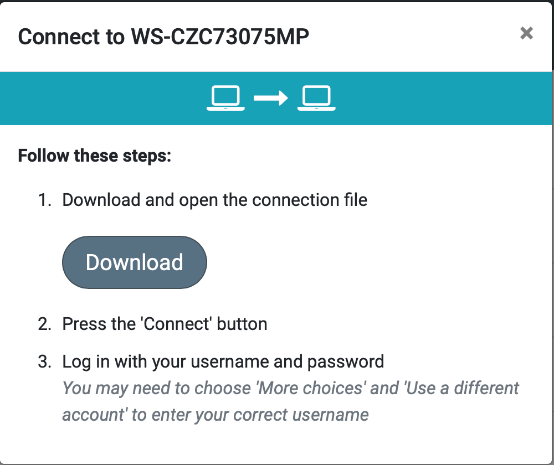 Connect to WS-CZC73075MP
×
Follow these steps:
1. Download and open the connection file
Download
2. Press the 'Connect' button
3. Log in with your username and password
You may need to choose 'More choices' and 'Use a different
account' to enter your correct username